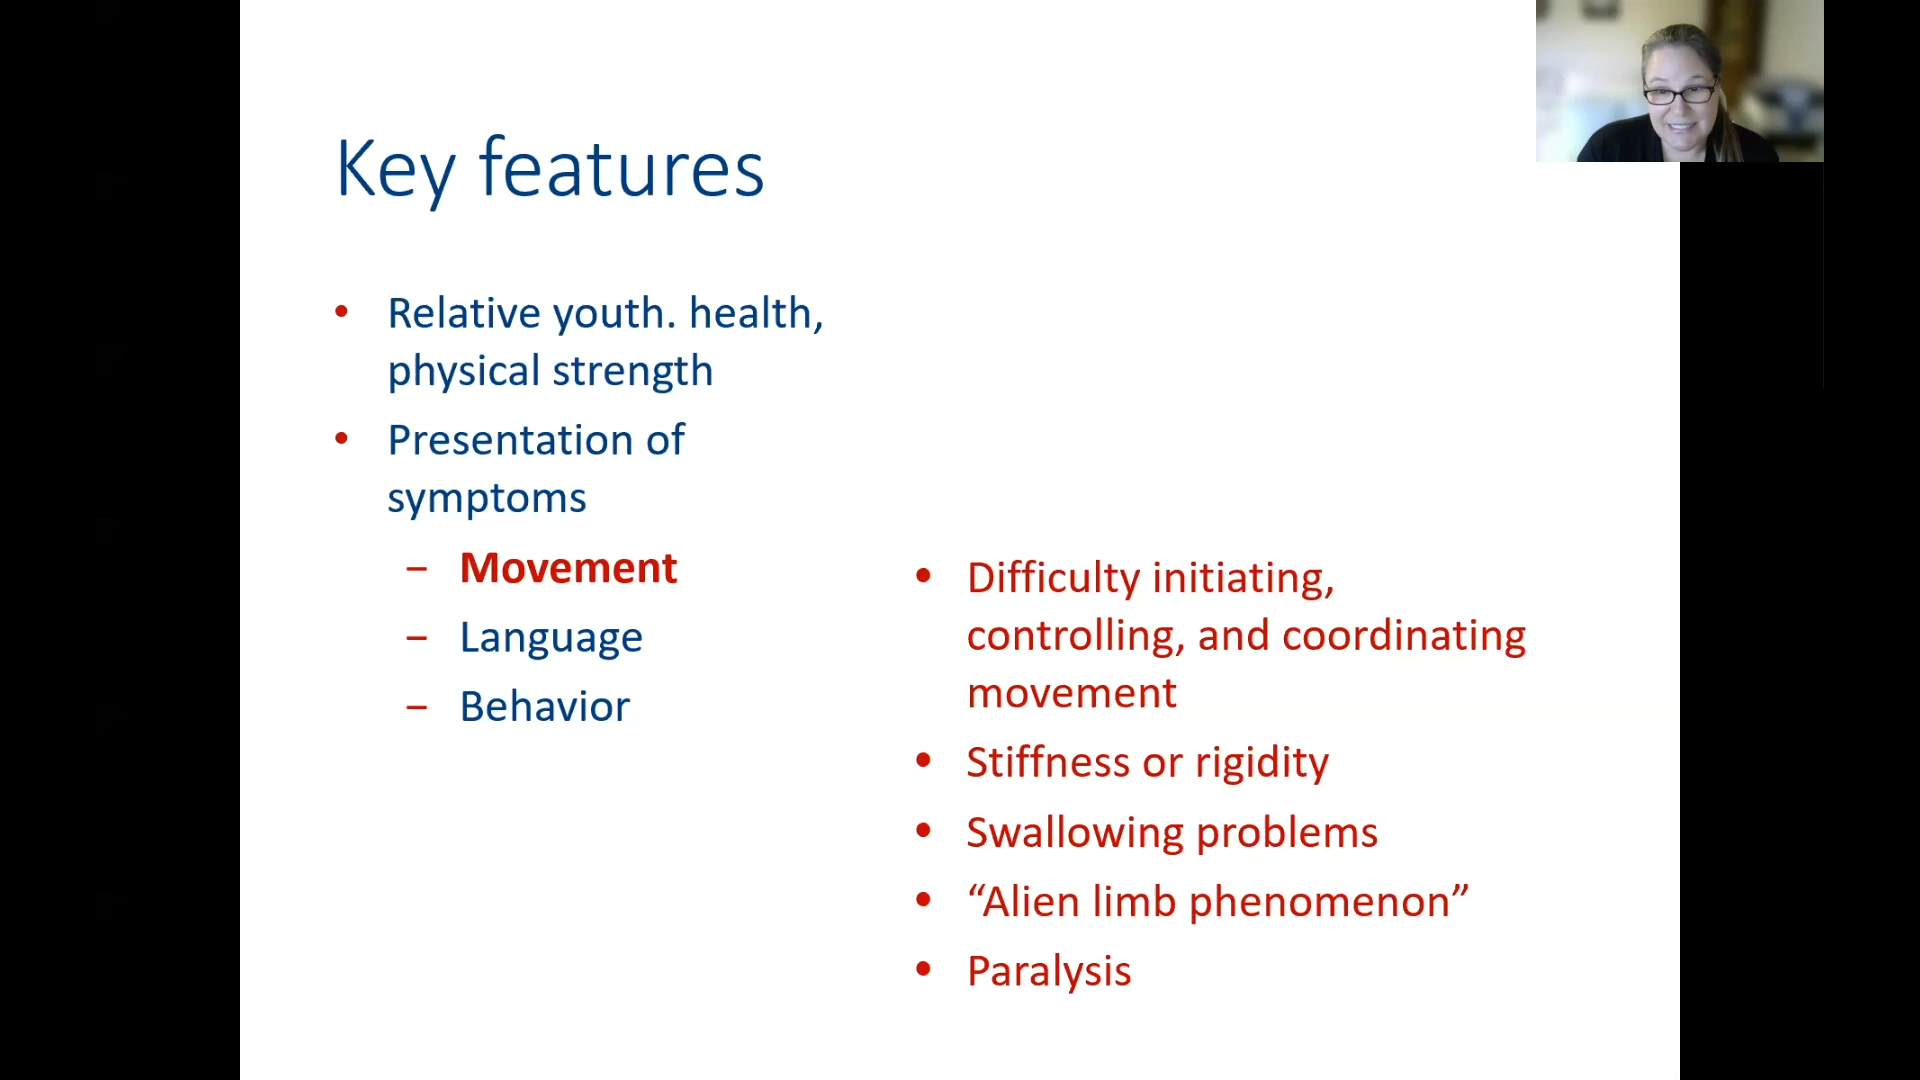 Key features
• Relative youth. health,
physical strength
• Presentation of
symptoms
– Movement
– Language
– Behavior
• Difficulty initiating,
controlling, and coordinating
movement
• Stiffness or rigidity
• Swallowing problems
• “Alien limb phenomenon”
• Paralysis